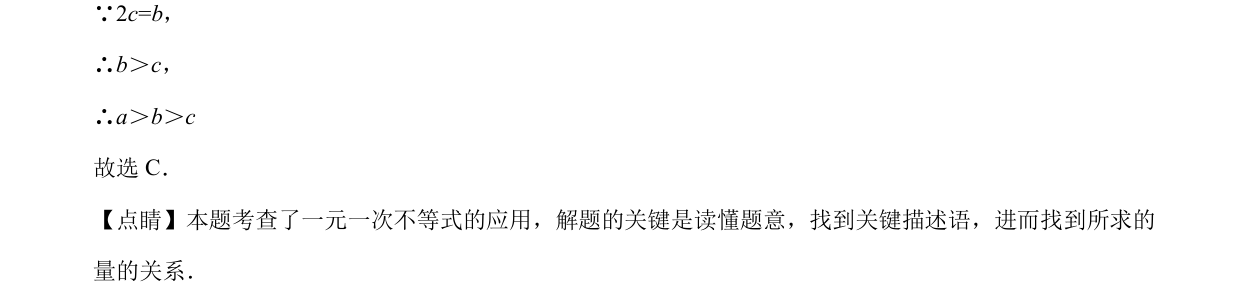 ∵2c=b，
∴b＞c，
∴a＞b＞c
故选 C．
【点睛】本题考查了一元一次不等式的应用，解题的关键是读懂题意，找到关键描述语，进而找到所求的
量的关系．